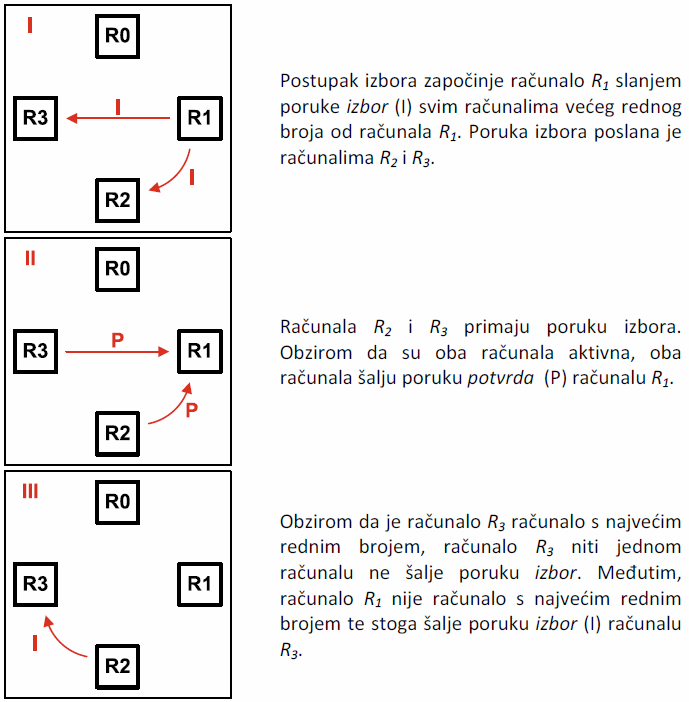 I
R0
R3
I
R1
I
R2
Postupak izbora započinje računalo R1 slanjem
poruke izbor (I) svim računalima većeg rednog
broja od računala R1. Poruka izbora poslana je
računalima R2 i R3.
II
R0
R3
P
R1
P
R2
Računala R2 i R3 primaju poruku izbora.
Obzirom da su oba računala aktivna, oba
računala šalju poruku potvrda (P) računalu R1.
III
R0
R3
R1
I
R2
Obzirom da je računalo R3 računalo s najvećim
rednim brojem, računalo R3 niti jednom
računalu ne šalje poruku izbor. Međutim,
računalo R1 nije računalo s najvećim rednim
brojem te stoga šalje poruku izbor (I) računalu
R3.